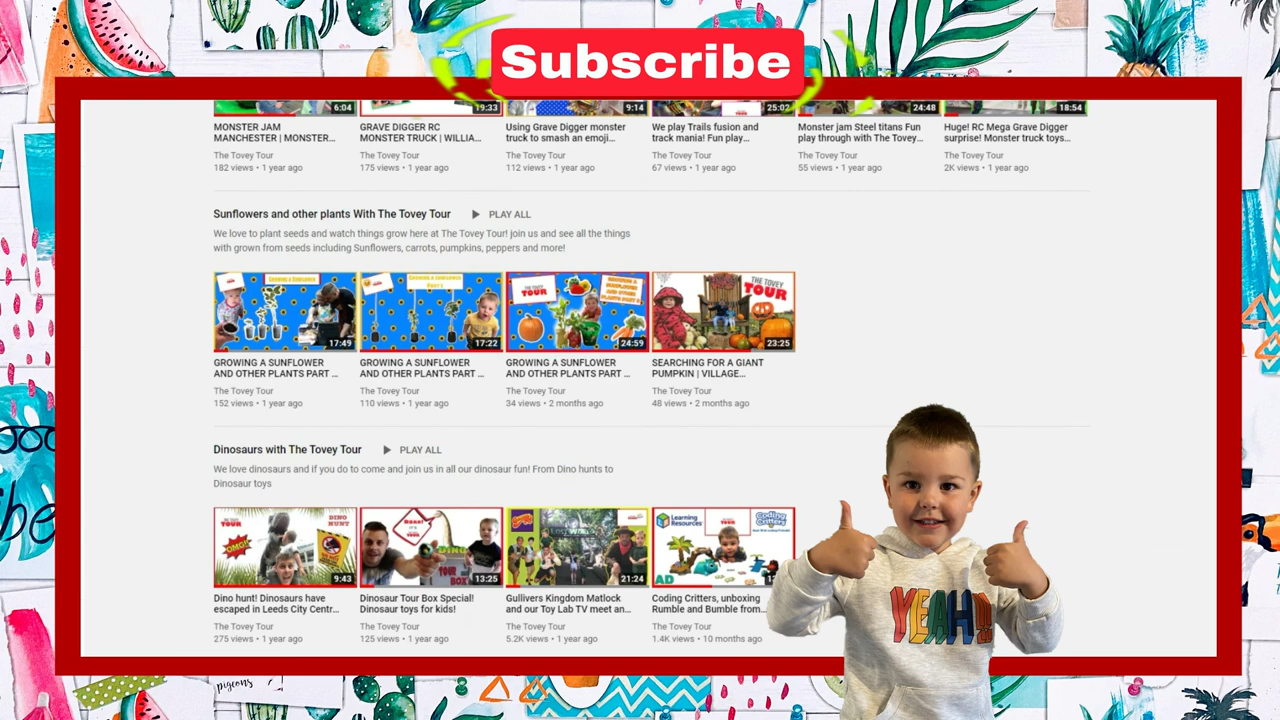 Subscribe
6:04
19:33
9:14
25:02
24:48
18:54
MONSTER JAM
MANCHESTER | MONSTER...
The Tovey Tour
182 views • 1 year ago
GRAVE DIGGER RC
MONSTER TRUCK | WILLIA...
The Tovey Tour
175 views • 1 year ago
Using Grave Digger monster
truck to smash an emoji...
The Tovey Tour
112 views • 1 year ago
We play Trails fusion and
track mania! Fun play...
The Tovey Tour
67 views • 1 year ago
Monster jam Steel titans Fun
play through with The Tovey...
The Tovey Tour
55 views • 1 year ago
Huge! RC Mega Grave Digger
surprise! Monster truck toys...
The Tovey Tour
2K views • 1 year ago
Sunflowers and other plants With The Tovey Tour
PLAY ALL
We love to plant seeds and watch things grow here at The Tovey Tour! join us and see all the things
with grown from seeds including Sunflowers, carrots, pumpkins, peppers and more!
17:49
17:22
24:59
THE TOVEY
TOUR
23:25
GROWING A SUNFLOWER
AND OTHER PLANTS PART ...
The Tovey Tour
152 views • 1 year ago
GROWING A SUNFLOWER
AND OTHER PLANTS PART ...
The Tovey Tour
110 views • 1 year ago
GROWING A SUNFLOWER
AND OTHER PLANTS PART ...
The Tovey Tour
34 views • 2 months ago
SEARCHING FOR A GIANT
PUMPKIN | VILLAGE...
The Tovey Tour
48 views • 2 months ago
Dinosaurs with The Tovey Tour
PLAY ALL
We love dinosaurs and if you do to come and join us in all our dinosaur fun! From Dino hunts to
Dinosaur toys
TOUR
DINO
HUNT
OMG!
9:43
DINO
TOUR
BOX
13:25
21:24
Learning
Resources
Coding
Critters
AD
Dino hunt! Dinosaurs have
escaped in Leeds City Centr...
The Tovey Tour
275 views • 1 year ago
Dinosaur Tour Box Special!
Dinosaur toys for kids!
The Tovey Tour
125 views • 1 year ago
Gullivers Kingdom Matlock
and our Toy Lab TV meet an...
The Tovey Tour
5.2K views • 1 year ago
Coding Critters, unboxing
Rumble and Bumble from...
The Tovey Tour
1.4K views • 10 months ago
YEAH!!
pigeons